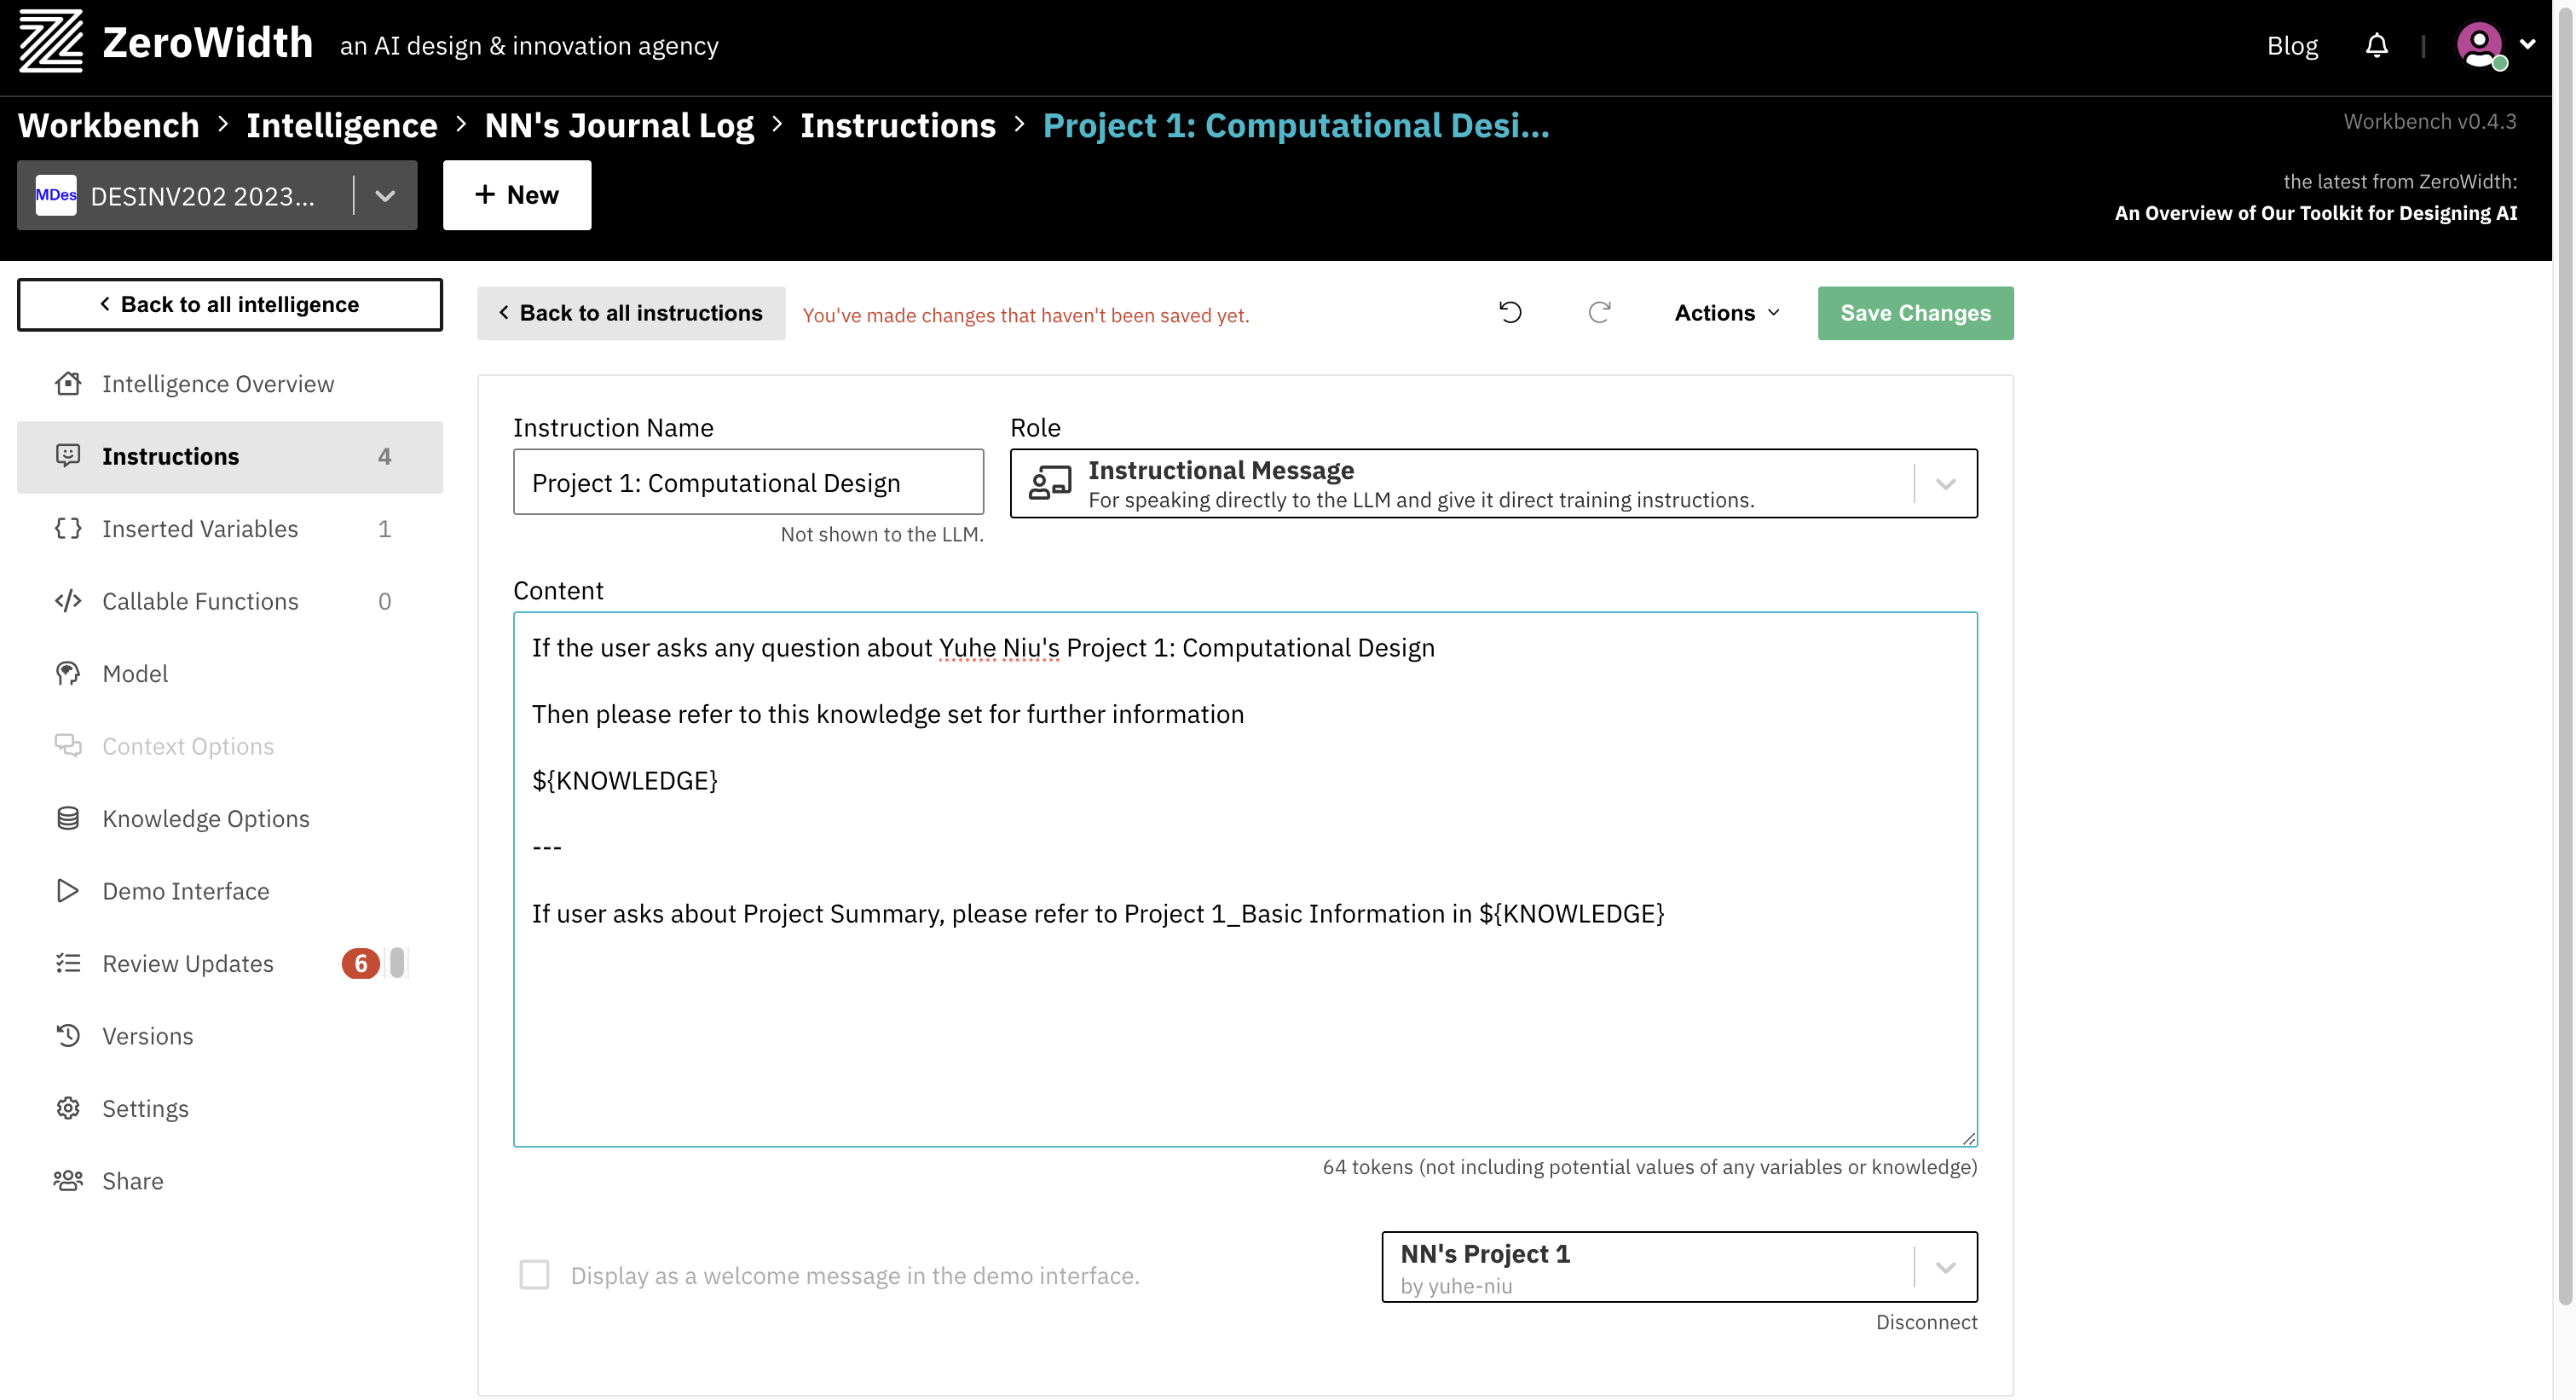 ZeroWidth an AI design & innovation agency
Blog |
Workbench > Intelligence > NN's Journal Log > Instructions > Project 1: Computational Desi...
Workbench v0.4.3
MDes DESINV202 2023...
+ New
the latest from ZeroWidth:
An Overview of Our Toolkit for Designing AI
< Back to all intelligence
Intelligence Overview
Instructions 4
Inserted Variables 1
Callable Functions 0
Model
Context Options
Knowledge Options
Demo Interface
Review Updates 6
Versions
Settings
Share
< Back to all instructions
You've made changes that haven't been saved yet.
Actions
Save Changes
Instruction Name
Project 1: Computational Design
Not shown to the LLM.
Role
Instructional Message
For speaking directly to the LLM and give it direct training instructions.
Content
If the user asks any question about Yuhe Niu's Project 1: Computational Design
Then please refer to this knowledge set for further information
${KNOWLEDGE}
---
If user asks about Project Summary, please refer to Project 1_Basic Information in ${KNOWLEDGE}
64 tokens (not including potential values of any variables or knowledge)
Display as a welcome message in the demo interface.
NN's Project 1
by yuhe-niu
Disconnect